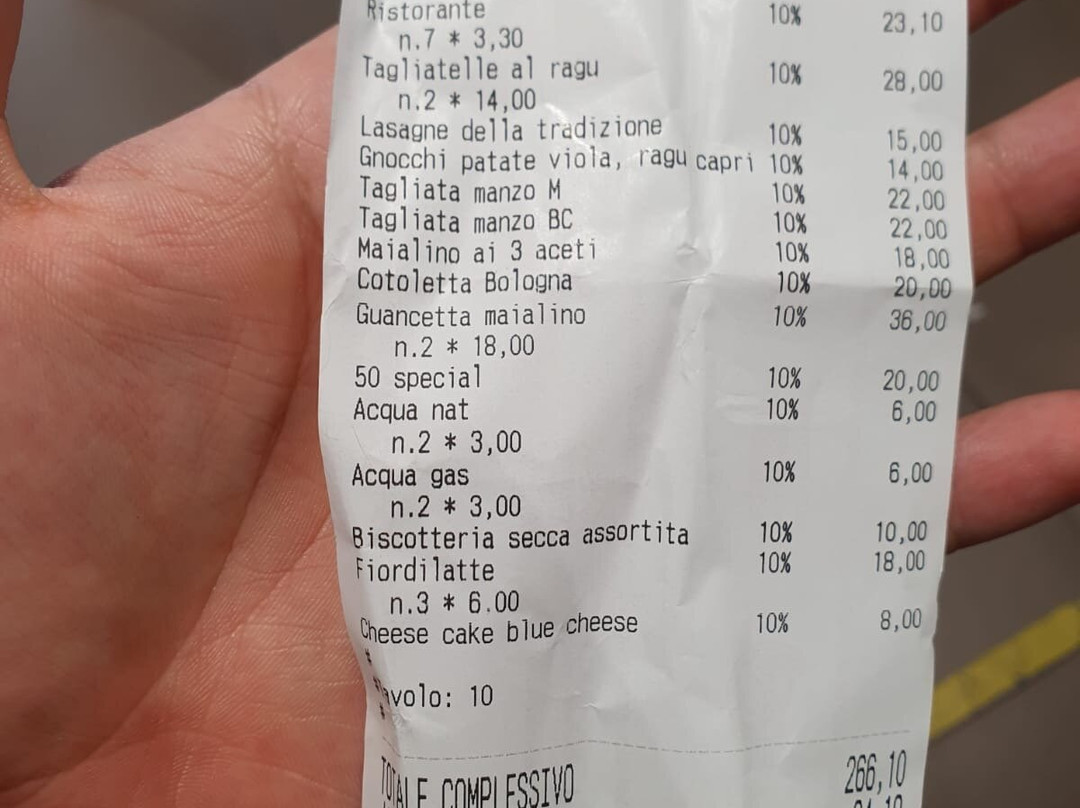 Ristorante 10% 23,10
n.7 * 3,30
Tagliatelle al ragu 10% 28,00
n.2 * 14,00
Lasagne della tradizione 10% 15,00
Gnocchi patate viola, ragu capri 10% 14,00
Tagliata manzo M 10% 22,00
Tagliata manzo BC 10% 22,00
Maialino ai 3 aceti 10% 18,00
Cotoletta Bologna 10% 20,00
Guancetta maialino 10% 36,00
n.2 * 18,00
50 special 10% 20,00
Acqua nat 10% 6,00
n.2 * 3,00
Acqua gas 10% 6,00
n.2 * 3,00
Biscotteria secca assortita 10% 10,00
Fiordilatte 10% 18,00
n.3 * 6.00
Cheese cake blue cheese 10% 8,00
*
*Tavolo: 10
*
TOTALE COMPLESSIVO 266,10